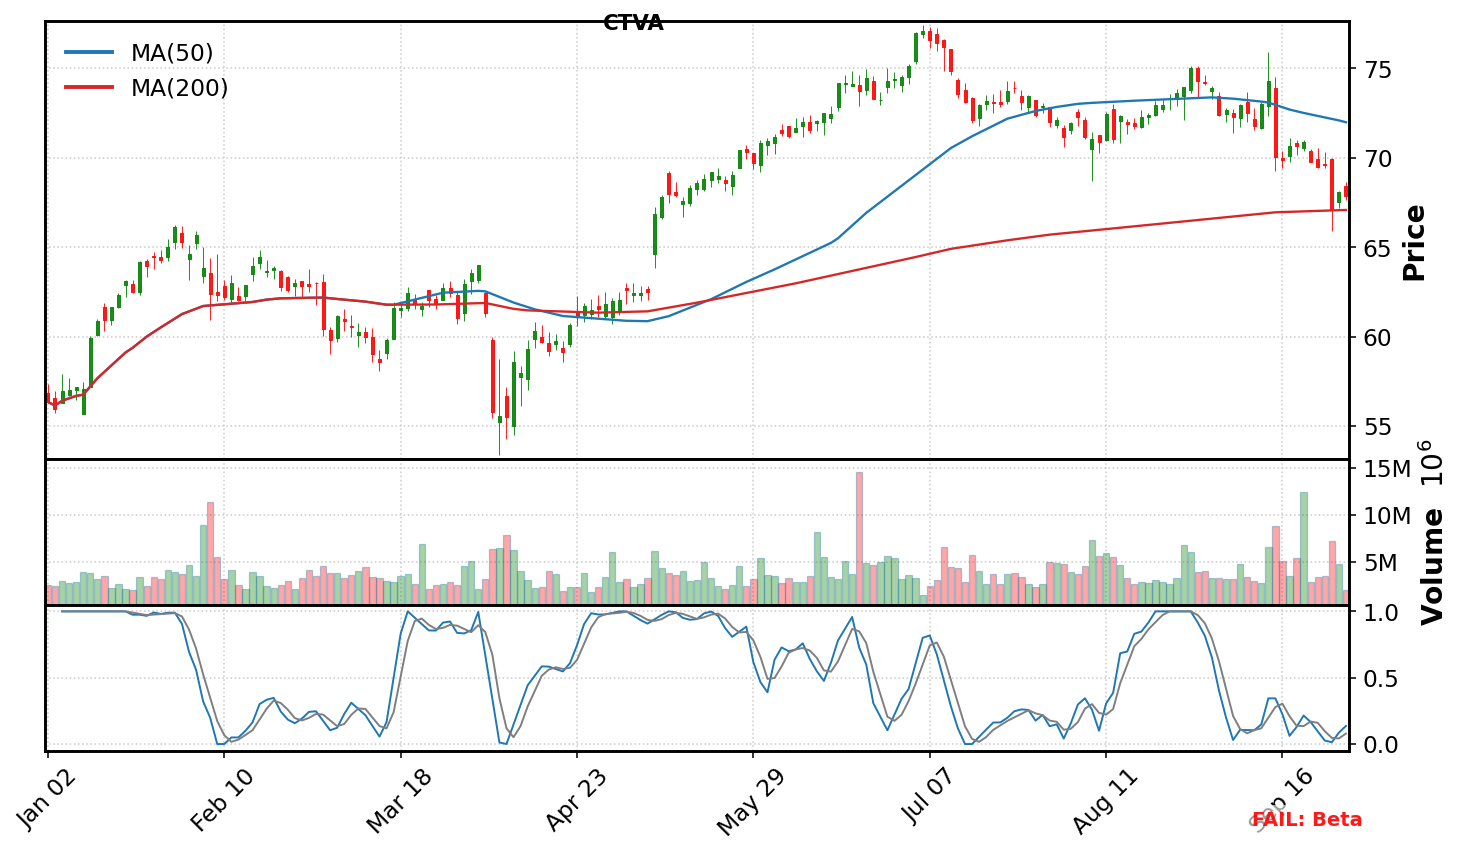 CTVA
MA(50)
MA(200)
75
70
65
60
55
Price
15M
10M
5M
Volume 10^6
1.0
0.5
0.0
Jan 02
Feb 10
Mar 18
Apr 23
May 29
Jul 07
Aug 11
Sep 16
FAIL: Beta